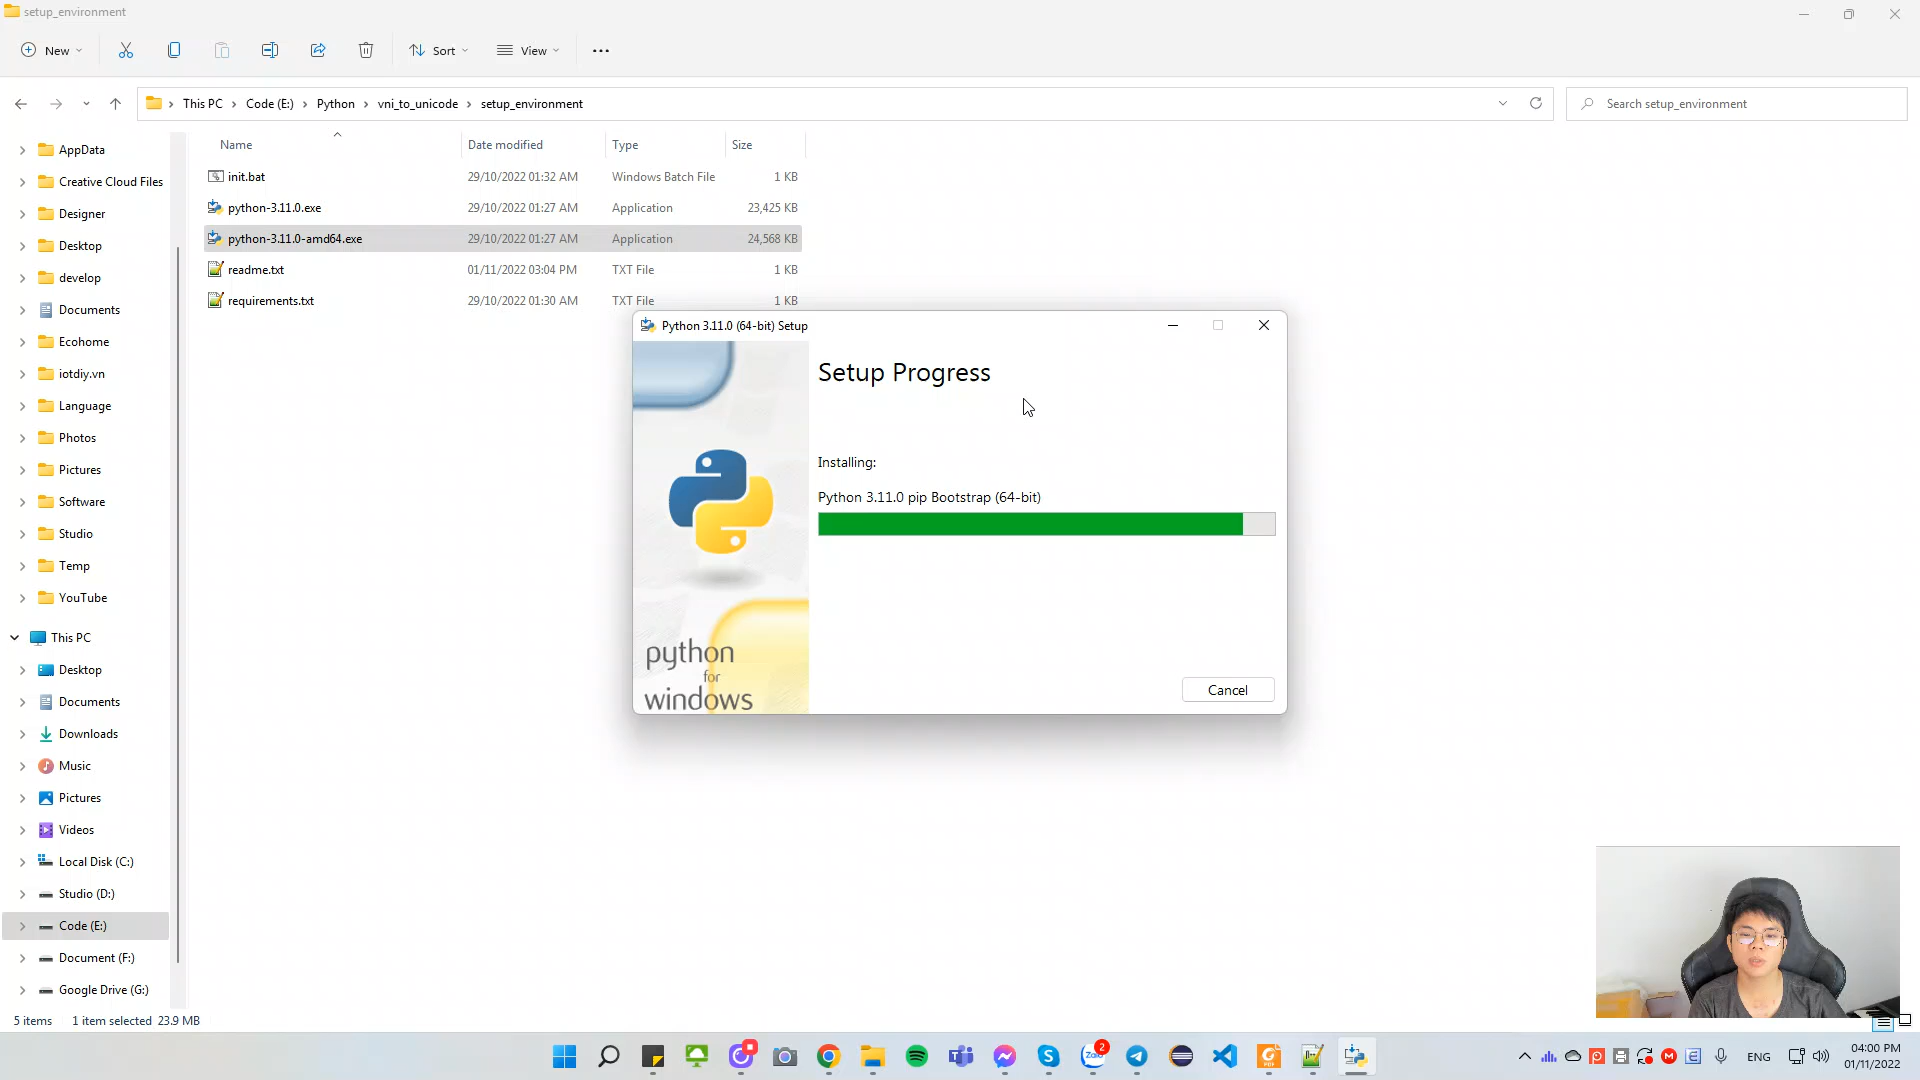 setup_environment
New
Sort
View
This PC > Code (E:) > Python > vni_to_unicode > setup_environment
Search setup_environment
Name Date modified Type Size
init.bat 29/10/2022 01:32 AM Windows Batch File 1 KB
python-3.11.0.exe 29/10/2022 01:27 AM Application 23,425 KB
python-3.11.0-amd64.exe 29/10/2022 01:27 AM Application 24,568 KB
readme.txt 01/11/2022 03:04 PM TXT File 1 KB
requirements.txt 29/10/2022 01:30 AM TXT File 1 KB
AppData
Creative Cloud Files
Designer
Desktop
develop
Documents
Ecohome
iotdiy.vn
Language
Photos
Pictures
Software
Studio
Temp
YouTube
This PC
Desktop
Documents
Downloads
Music
Pictures
Videos
Local Disk (C:)
Studio (D:)
Code (E:)
Document (F:)
Google Drive (G:)
Python 3.11.0 (64-bit) Setup
Setup Progress
Installing:
Python 3.11.0 pip Bootstrap (64-bit)
python
for
windows
Cancel
5 items 1 item selected 23.9 MB
Zalo
2
PDF
ENG
04:00 PM
01/11/2022